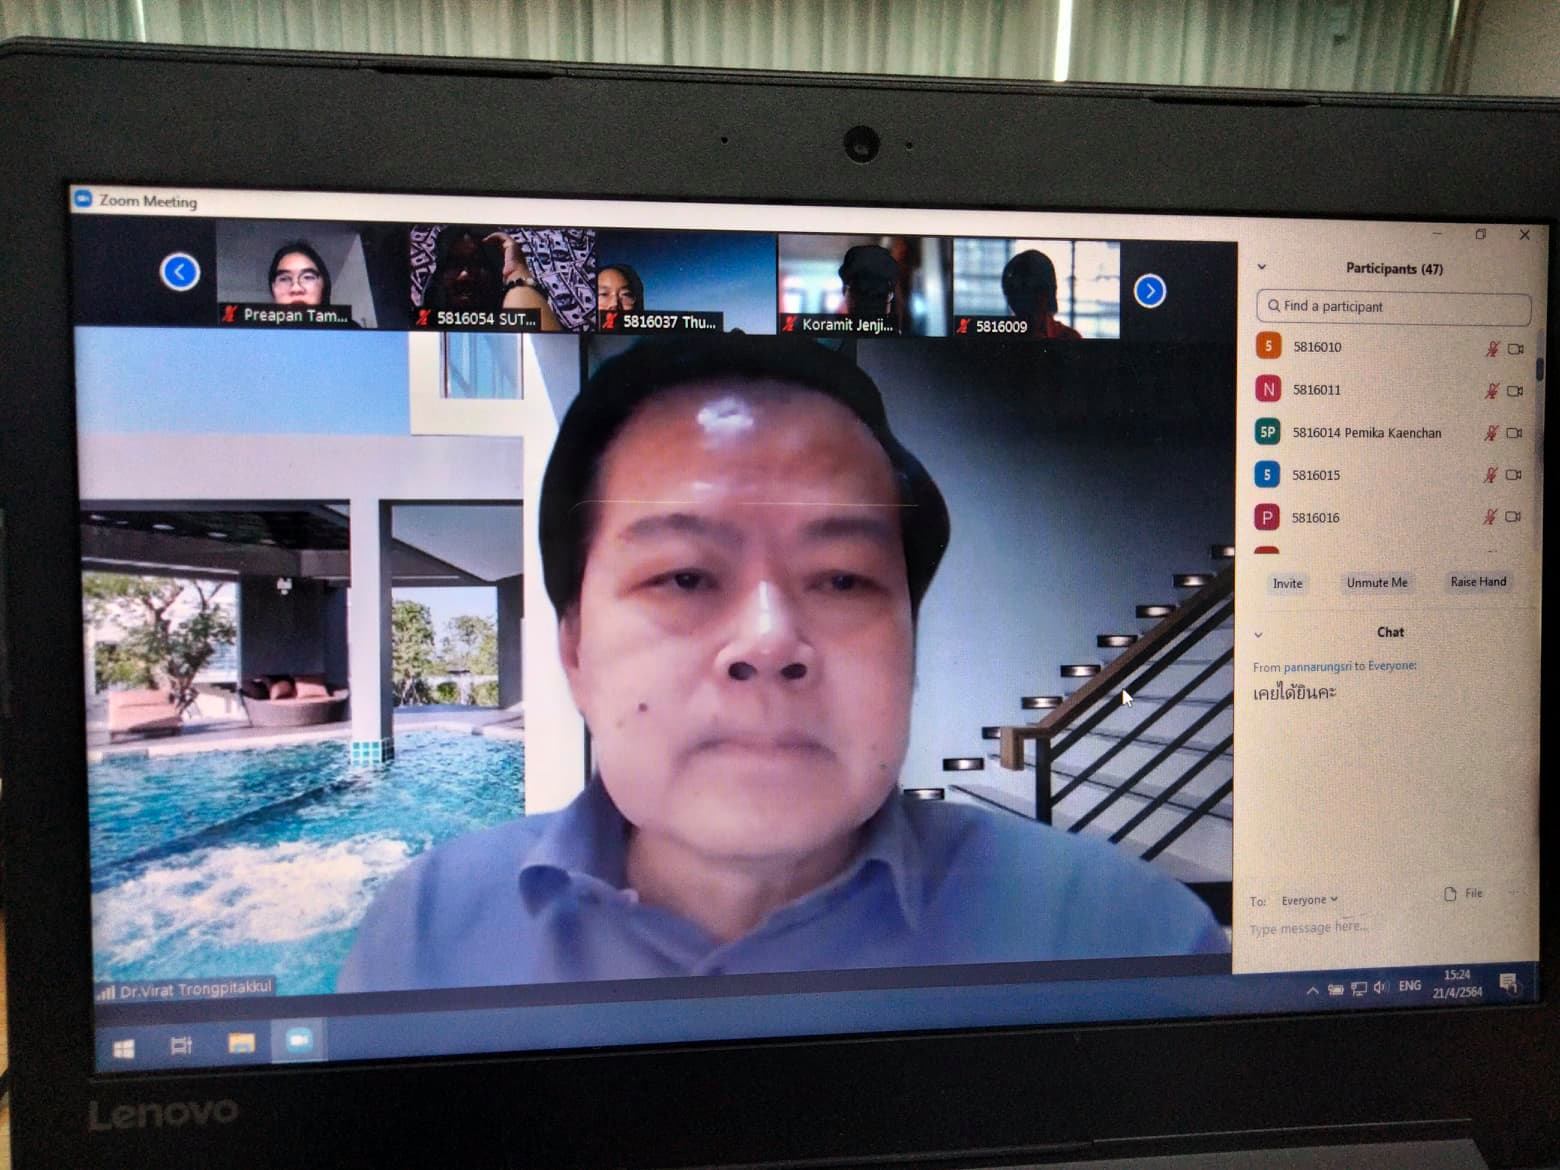 Zoom Meeting
Preapan Tam...
5816054 SUT...
5816037 Thu...
Koramit Jenji...
5816009
Participants (47)
Find a participant
5 5816010
N 5816011
5P 5816014 Pemika Kaenchan
5 5816015
P 5816016
Invite Unmute Me Raise Hand
Chat
From pannarungsri to Everyone:
เคยได้ยินคะ
To: Everyone File
Type message here...
Dr.Virat Trongpitakkul
ENG
15:24
21/4/2564
Lenovo